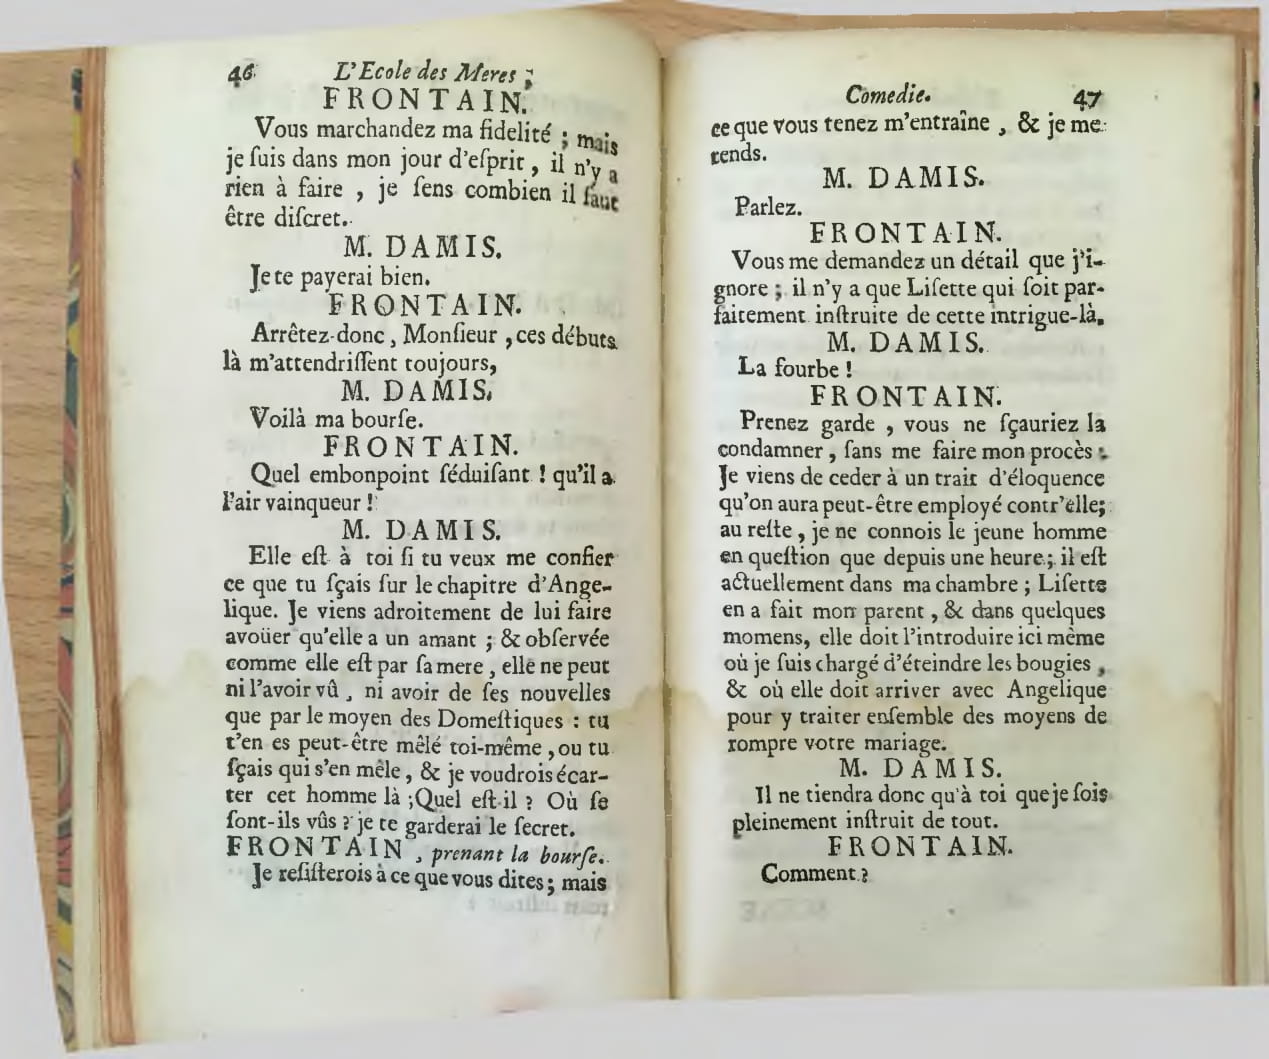 46 L'Ecole des Meres ;
FRONTAIN.
Vous marchandez ma fidelité ; mais
je ſuis dans mon jour d'eſprit , il n'y a
rien à faire , je ſens combien il faut
être diſcret.
M. DAMIS.
Je te payerai bien.
FRONTAIN.
Arrêtez-donc , Monſieur , ces débuts
là m'attendriſſent toujours,
M. DAMIS.
Voilà ma bourſe.
FRONTAIN.
Quel embonpoint ſéduiſant ! qu'il a
l'air vainqueur !
M. DAMIS.
Elle eſt à toi ſi tu veux me confier
ce que tu ſçais ſur le chapitre d'Ange-
lique. Je viens adroitement de lui faire
avoüer qu'elle a un amant ; & obſervée
comme elle eſt par ſa mere , elle ne peut
ni l'avoir vû , ni avoir de ſes nouvelles
que par le moyen des Domeſtiques : tu
t'en es peut-être mêlé toi-même , ou tu
ſçais qui s'en mêle , & je voudrois écar-
ter cet homme là ; Quel eſt-il ? Où ſe
ſont-ils vûs ? je te garderai le ſecret.
FRONTAIN , prenant la bourſe.
Je reſiſterois à ce que vous dites ; mais
Comedie. 47
ce que vous tenez m'entraîne , & je me
rends.
M. DAMIS.
Parlez.
FRONTAIN.
Vous me demandez un détail que j'i-
gnore ; il n'y a que Liſette qui ſoit par-
faitement inſtruite de cette intrigue-là.
M. DAMIS.
La fourbe !
FRONTAIN.
Prenez garde , vous ne ſçauriez la
condamner , ſans me faire mon procès :
Je viens de ceder à un trait d'éloquence
qu'on aura peut-être employé contr'elle ;
au reſte , je ne connois le jeune homme
en queſtion que depuis une heure ; il eſt
actuellement dans ma chambre ; Liſette
en a fait mon parent , & dans quelques
momens, elle doit l'introduire ici même
où je ſuis chargé d'éteindre les bougies ,
& où elle doit arriver avec Angelique
pour y traiter enſemble des moyens de
rompre votre mariage.
M. DAMIS.
Il ne tiendra donc qu'à toi que je ſois
pleinement inſtruit de tout.
FRONTAIN.
Comment ?